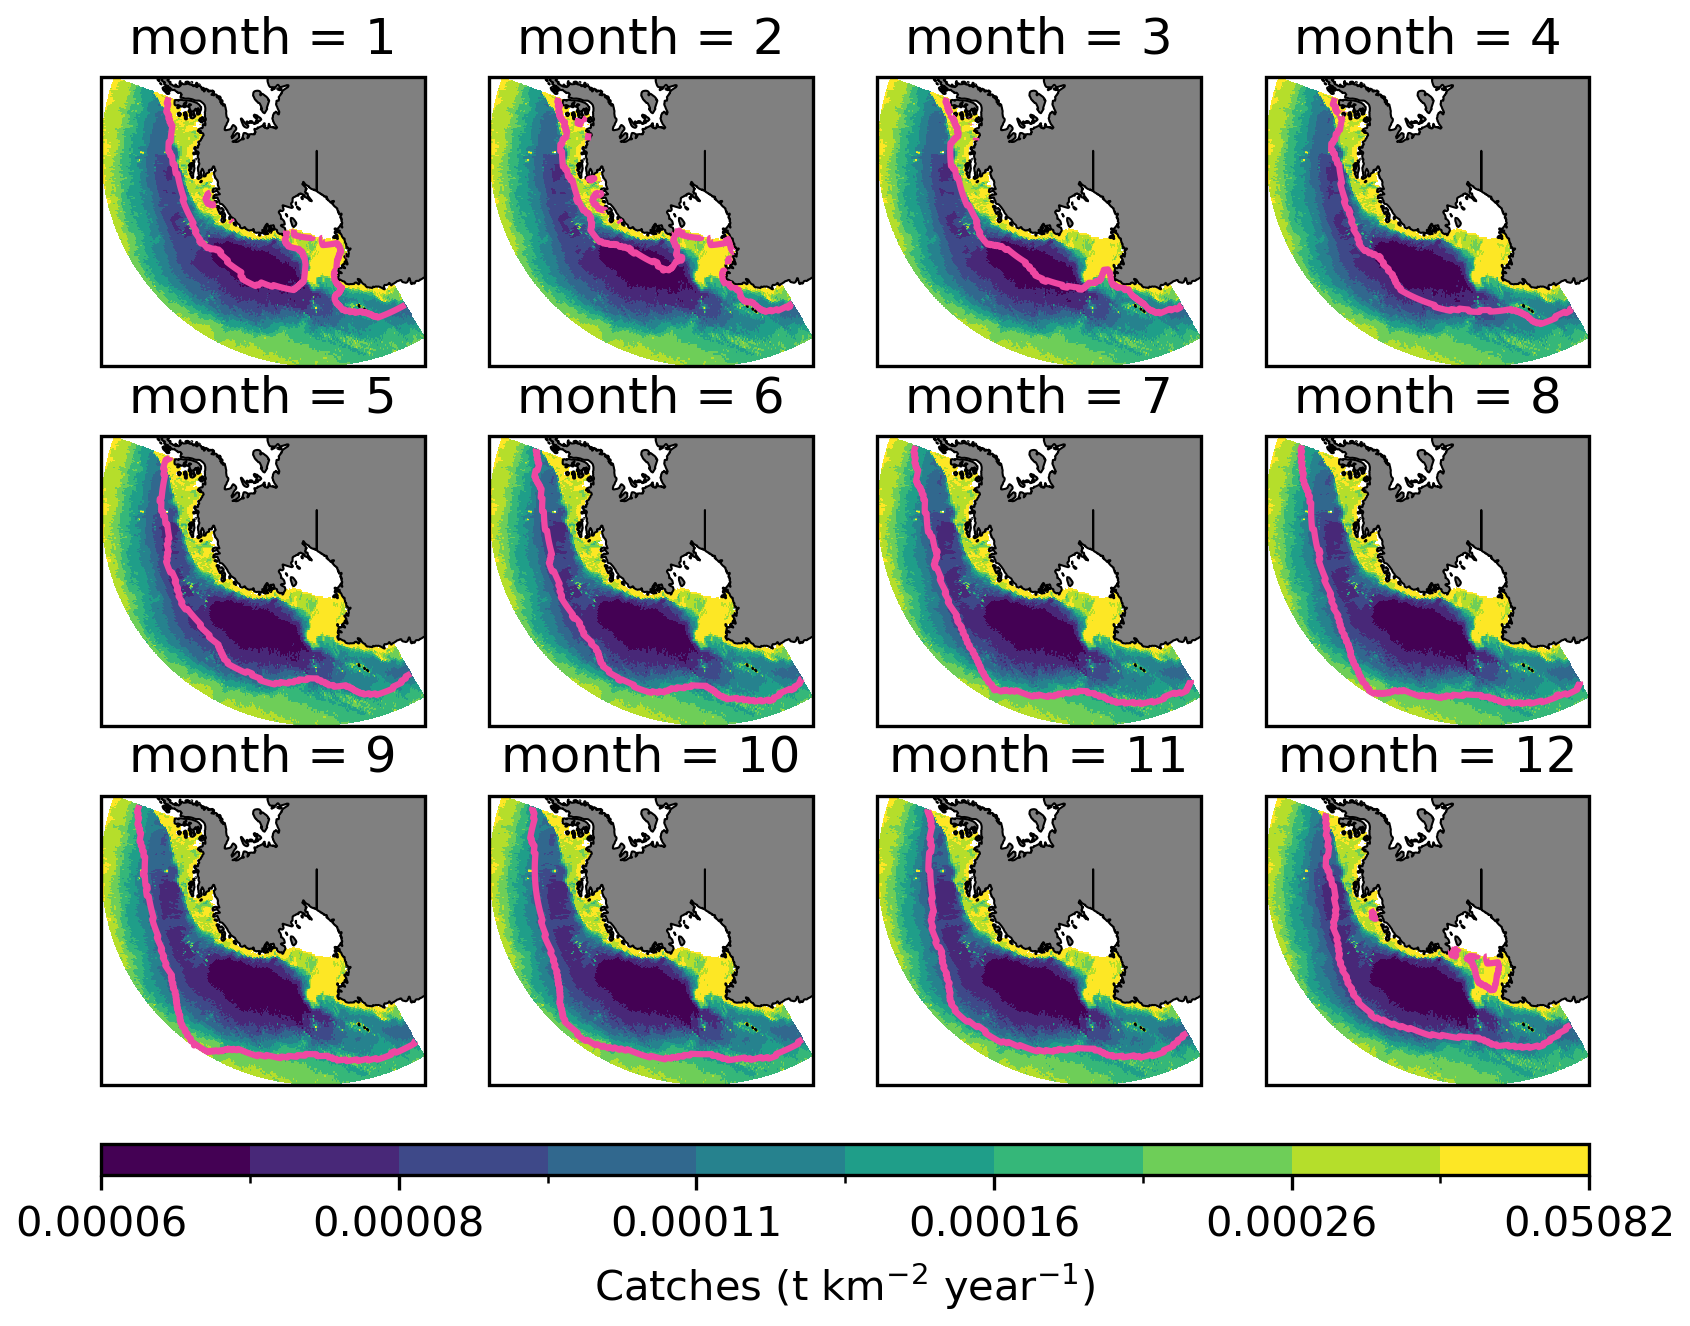 month = 1
month = 2
month = 3
month = 4
month = 5
month = 6
month = 7
month = 8
month = 9
month = 10
month = 11
month = 12
0.00006 0.00008 0.00011 0.00016 0.00026 0.05082
Catches (t km⁻² year⁻¹)